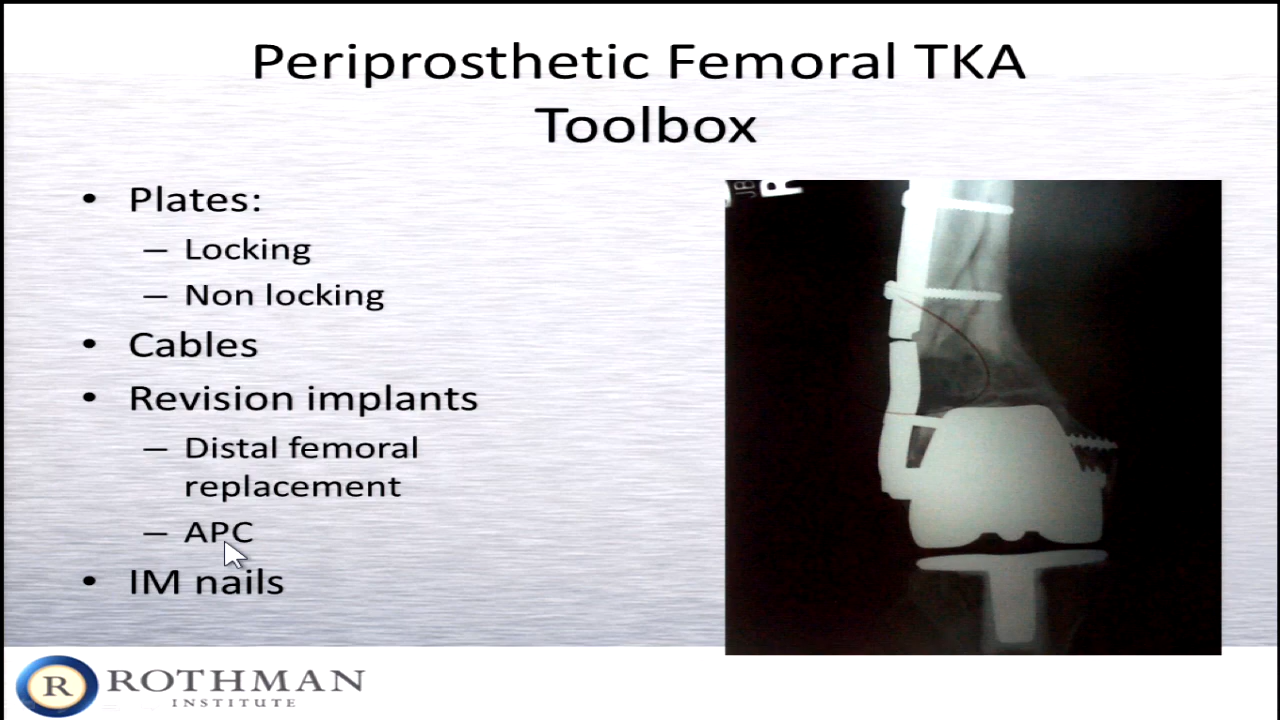 Periprosthetic Femoral TKA
Toolbox
• Plates:
– Locking
– Non locking
• Cables
• Revision implants
– Distal femoral
replacement
– APC
• IM nails
JB
R
R ROTHMAN
INSTITUTE